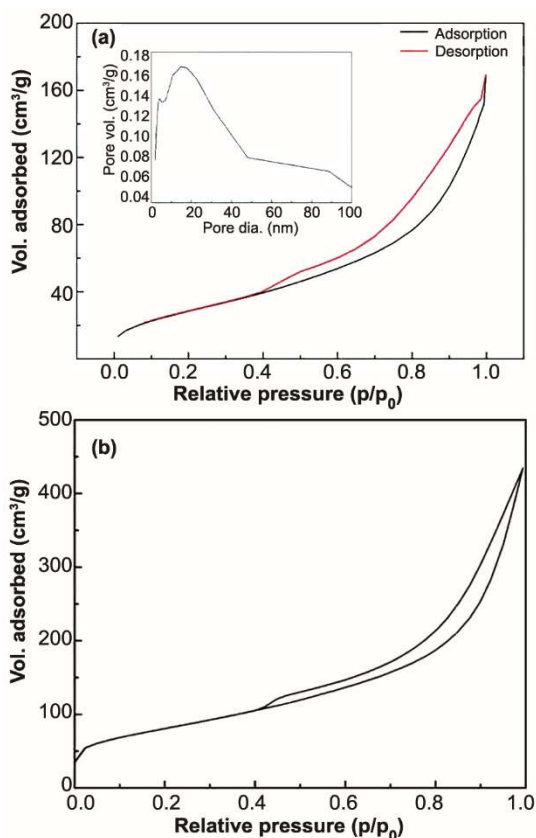 (a)
Adsorption
Desorption
Vol. adsorbed (cm³/g)
200
160
120
80
40
Pore vol. (cm³/g)
0.18
0.16
0.14
0.12
0.10
0.08
0.06
0.04
0 20 40 60 80 100
Pore dia. (nm)
0.0 0.2 0.4 0.6 0.8 1.0
Relative pressure (p/p₀)
(b)
Vol. adsorbed (cm³/g)
500
400
300
200
100
0
0.0 0.2 0.4 0.6 0.8 1.0
Relative pressure (p/p₀)